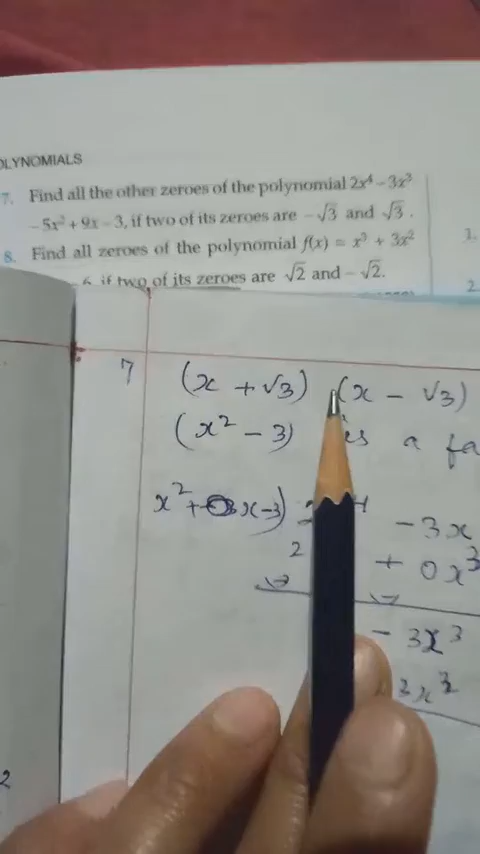 OLYNOMIALS
7. Find all the other zeroes of the polynomial 2x⁴ – 3x³
– 5x² + 9x – 3, if two of its zeroes are – √3 and √3 .
8. Find all zeroes of the polynomial f(x) = x³ + 3x²
6, if two of its zeroes are √2 and – √2.
1.
2
7 (x + √3) (x - √3)
(x² - 3) is a fa
x² + 0x - 3)
- 3x
2 + 0x³
- 3x³
3x³
2